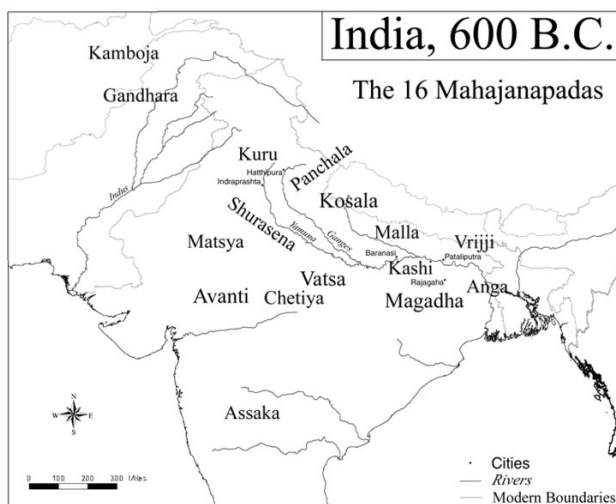 India, 600 B.C.
The 16 Mahajanapadas
Kamboja
Gandhara
Kuru
Hatthipura
Indraprashta
Panchala
Indus
Kosala
Shurasena
Yamuna
Ganges
Malla
Vrijji
Matsya
Baranasi
Pataliputra
Kashi
Vatsa
Rajagaha
Anga
Avanti
Chetiya
Magadha
Assaka
N
W E
S
0 100 200 300 Miles
Cities
Rivers
Modern Boundaries